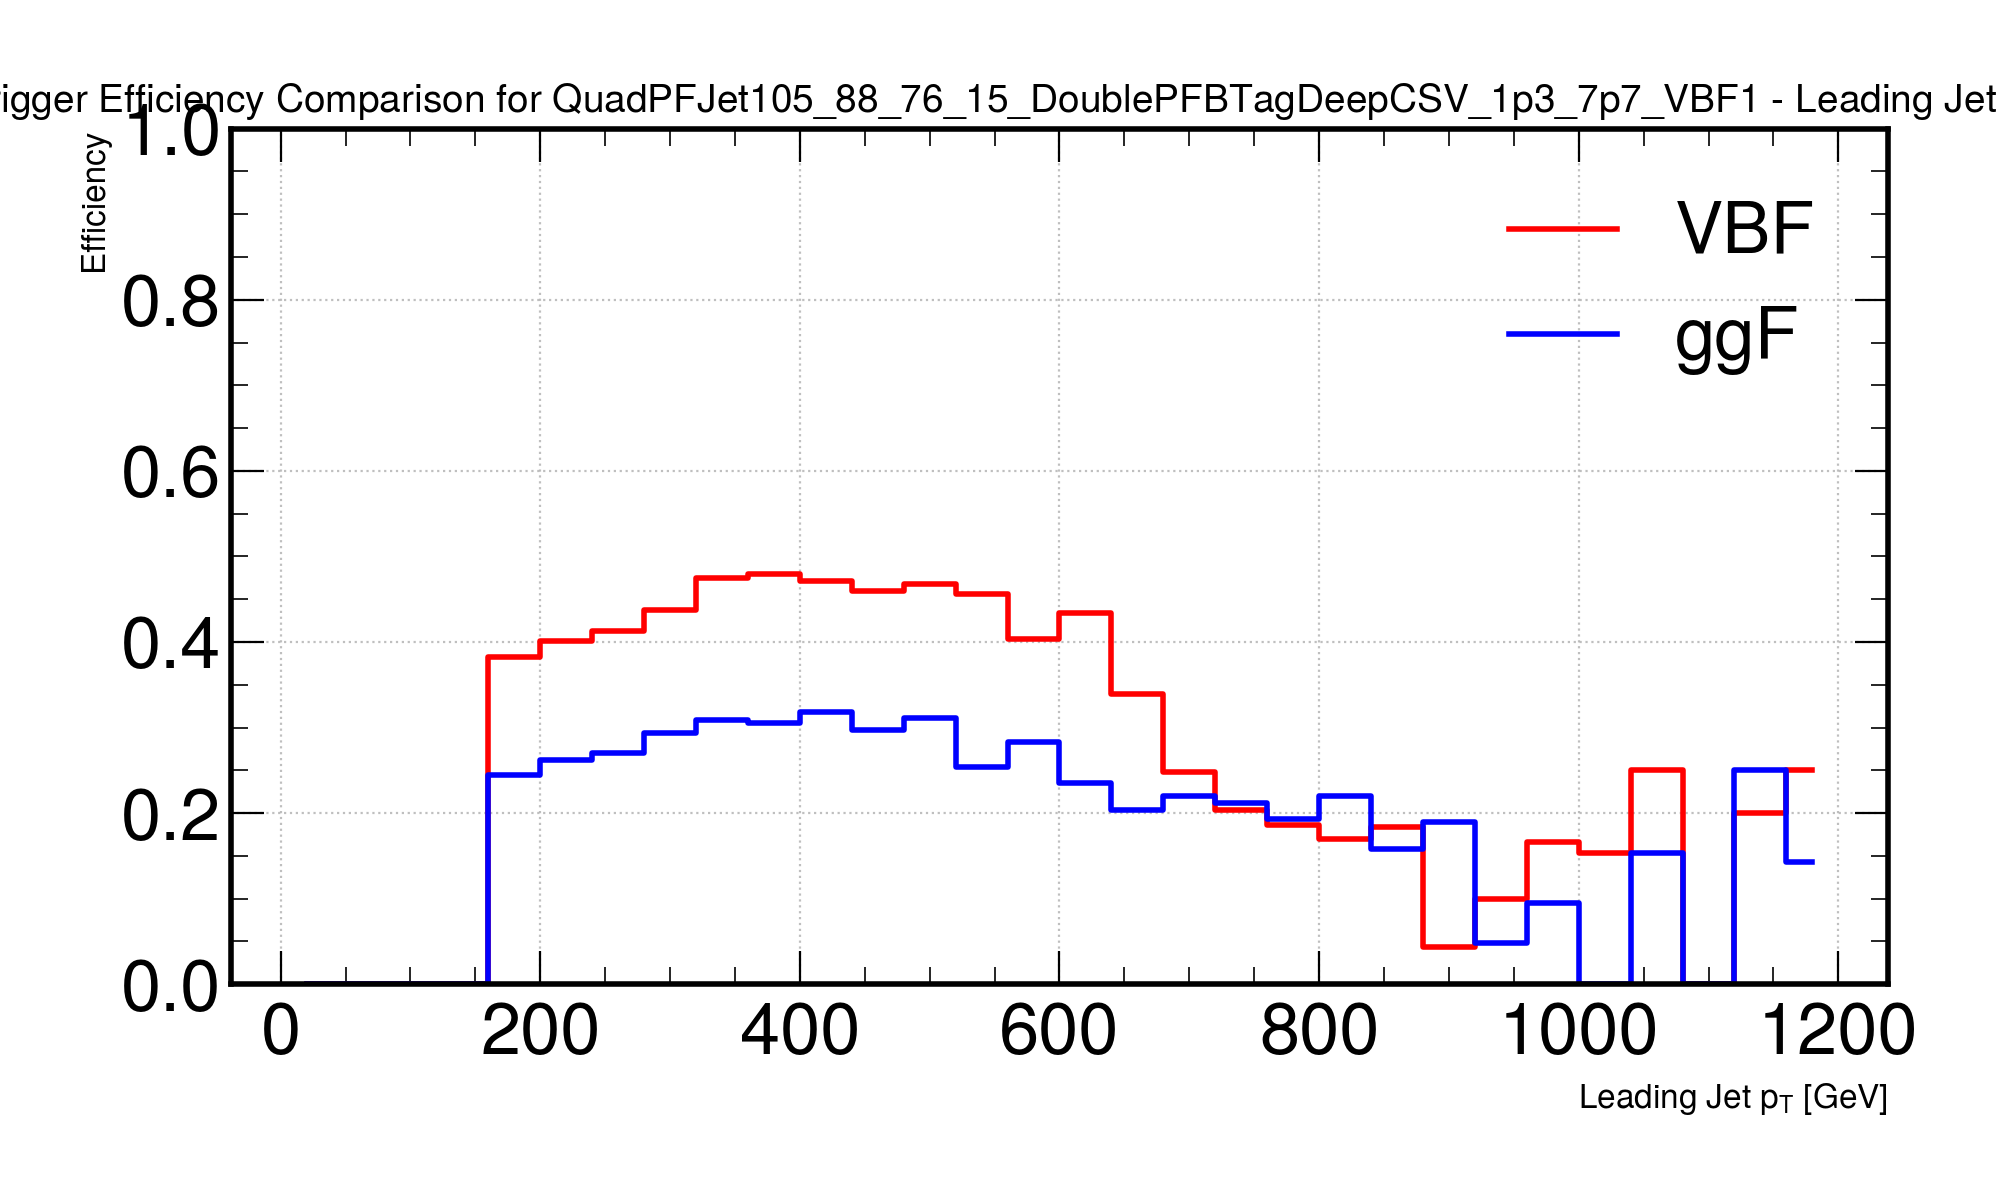 igger Efficiency Comparison for QuadPFJet105_88_76_15_DoublePFBTagDeepCSV_1p3_7p7_VBF1 - Leading Jet
Efficiency
1.0
0.8
0.6
0.4
0.2
0.0
VBF
ggF
0 200 400 600 800 1000 1200
Leading Jet pT [GeV]